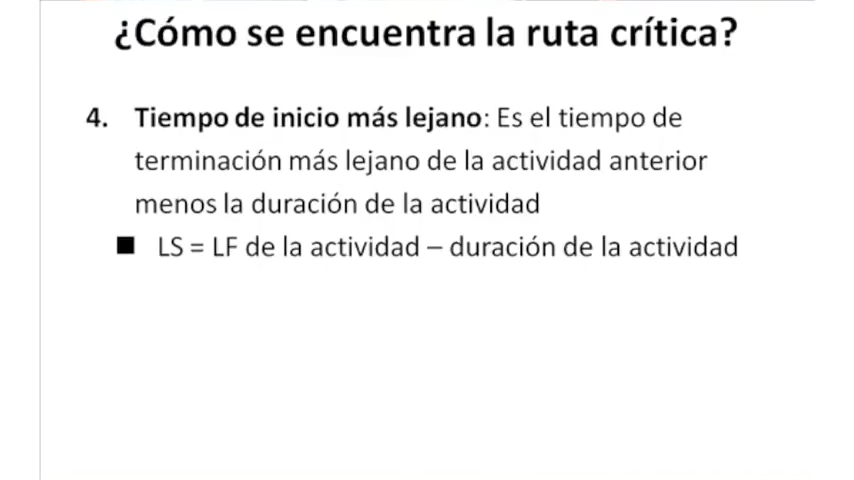 ¿Cómo se encuentra la ruta crítica?
4. Tiempo de inicio más lejano: Es el tiempo de
terminación más lejano de la actividad anterior
menos la duración de la actividad
■ LS = LF de la actividad – duración de la actividad